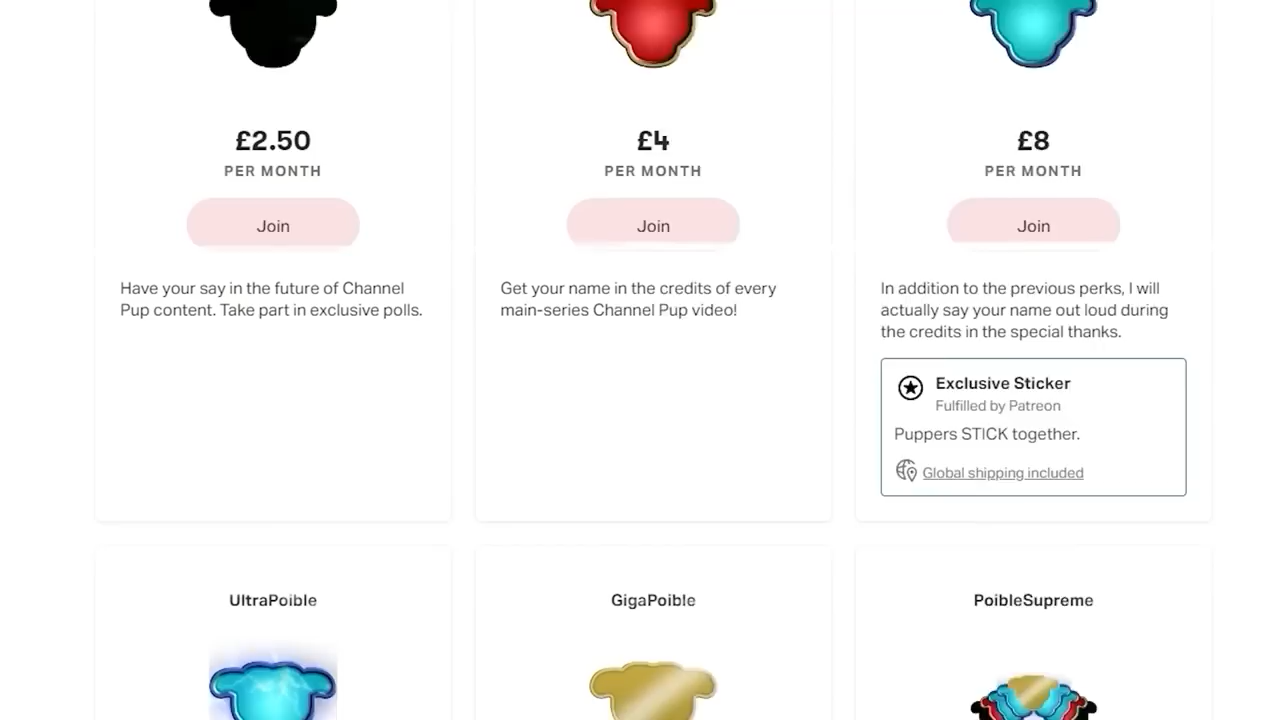 £2.50
PER MONTH
Join
Have your say in the future of Channel
Pup content. Take part in exclusive polls.
£4
PER MONTH
Join
Get your name in the credits of every
main-series Channel Pup video!
£8
PER MONTH
Join
In addition to the previous perks, I will
actually say your name out loud during
the credits in the special thanks.
Exclusive Sticker
Fulfilled by Patreon
Puppers STICK together.
Global shipping included
UltraPoible
GigaPoible
PoibleSupreme